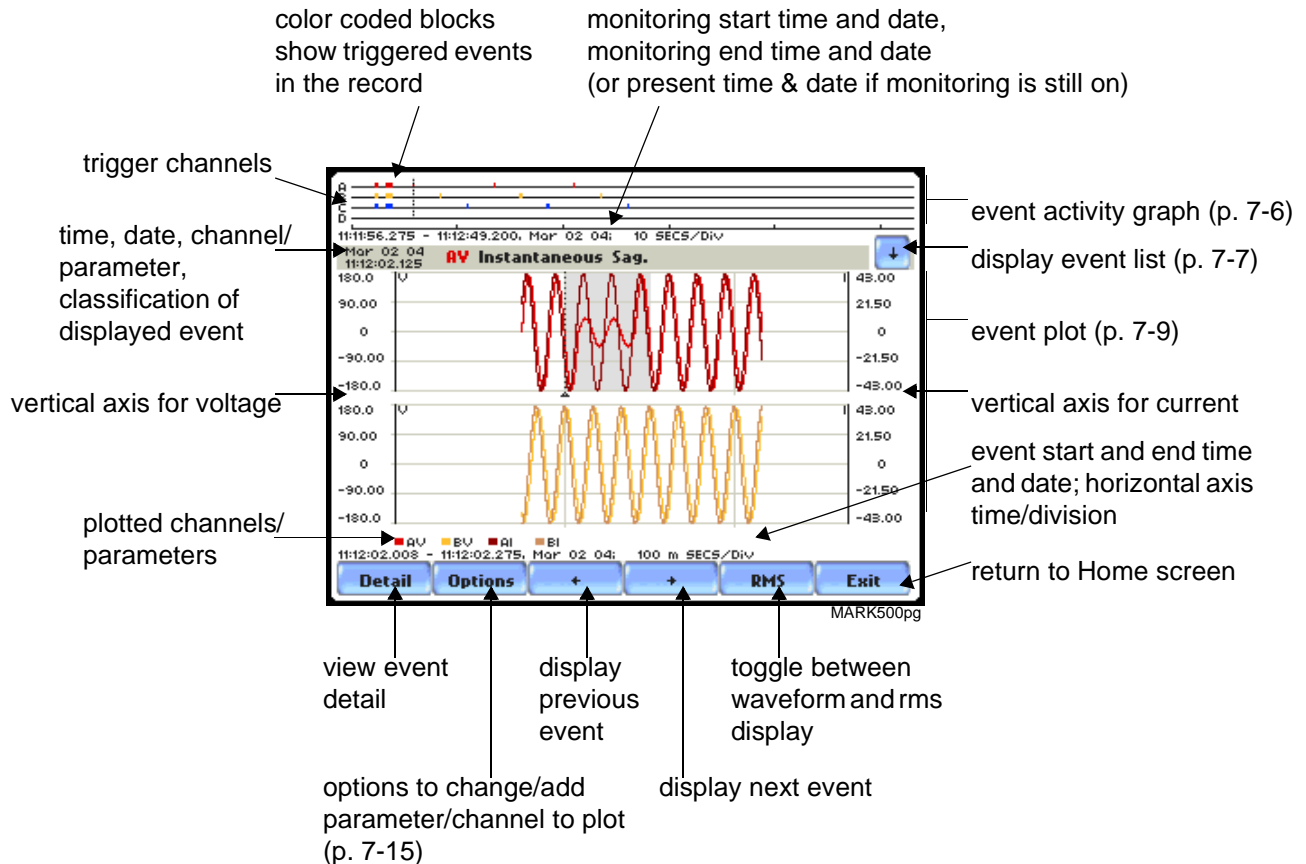 color coded blocks
show triggered events
in the record
monitoring start time and date,
monitoring end time and date
(or present time & date if monitoring is still on)
trigger channels
time, date, channel/
parameter,
classification of
displayed event
vertical axis for voltage
plotted channels/
parameters
A
B
C
D
11:11:56.275 - 11:12:49.200, Mar 02 04; 10 SECS/Div
Mar 02 04
11:12:02.125
AV Instantaneous Sag.
↓
180.0 V I 43.00
90.00 21.50
0 0
-90.00 -21.50
-180.0 -43.00
180.0 V I 43.00
90.00 21.50
0 0
-90.00 -21.50
-180.0 -43.00
AV BV AI BI
11:12:02.008 - 11:12:02.275, Mar 02 04; 100 m SECS/Div
Detail Options ← → RMS Exit
MARK500pg
event activity graph (p. 7-6)
display event list (p. 7-7)
event plot (p. 7-9)
vertical axis for current
event start and end time
and date; horizontal axis
time/division
return to Home screen
view event
detail
display
previous
event
toggle between
waveform and rms
display
options to change/add
parameter/channel to plot
(p. 7-15)
display next event